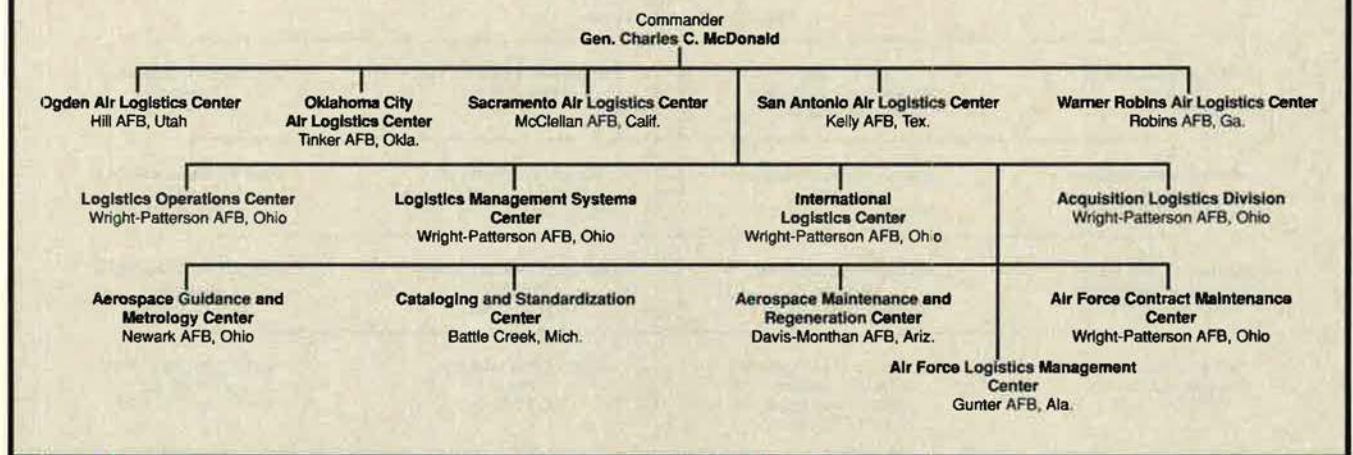 Commander
Gen. Charles C. McDonald
Ogden Air Logistics Center
Hill AFB, Utah
Oklahoma City
Air Logistics Center
Tinker AFB, Okla.
Sacramento Air Logistics Center
McClellan AFB, Calif.
San Antonio Air Logistics Center
Kelly AFB, Tex.
Warner Robins Air Logistics Center
Robins AFB, Ga.
Logistics Operations Center
Wright-Patterson AFB, Ohio
Logistics Management Systems
Center
Wright-Patterson AFB, Ohio
International
Logistics Center
Wright-Patterson AFB, Ohio
Acquisition Logistics Division
Wright-Patterson AFB, Ohio
Aerospace Guidance and
Metrology Center
Newark AFB, Ohio
Cataloging and Standardization
Center
Battle Creek, Mich.
Aerospace Maintenance and
Regeneration Center
Davis-Monthan AFB, Ariz.
Air Force Contract Maintenance
Center
Wright-Patterson AFB, Ohio
Air Force Logistics Management
Center
Gunter AFB, Ala.